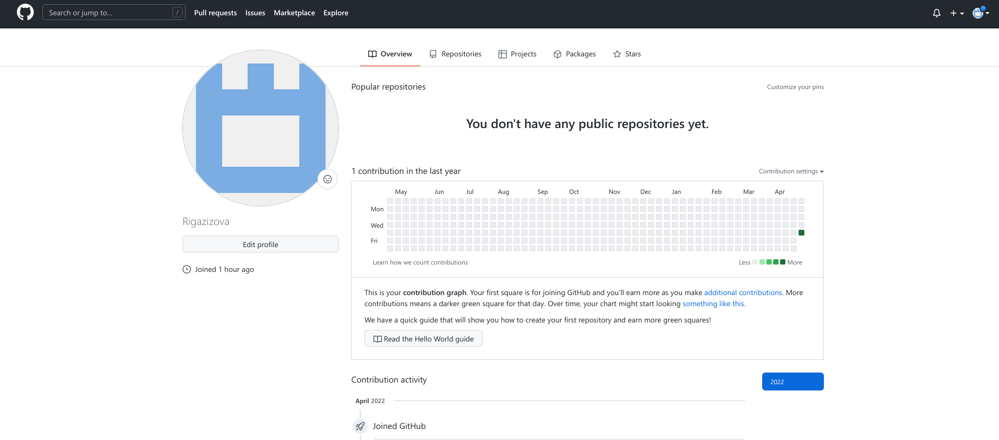 Search or jump to...
/
Pull requests
Issues
Marketplace
Explore
Overview
Repositories
Projects
Packages
Stars
Popular repositories
Customize your pins
You don't have any public repositories yet.
1 contribution in the last year
Contribution settings
May Jun Jul Aug Sep Oct Nov Dec Jan Feb Mar Apr
Mon
Wed
Fri
Learn how we count contributions
Less
More
Rigazizova
Edit profile
Joined 1 hour ago
This is your contribution graph. Your first square is for joining GitHub and you’ll earn more as you make additional contributions. More
contributions means a darker green square for that day. Over time, your chart might start looking something like this.
We have a quick guide that will show you how to create your first repository and earn more green squares!
Read the Hello World guide
Contribution activity
2022
April 2022
Joined GitHub